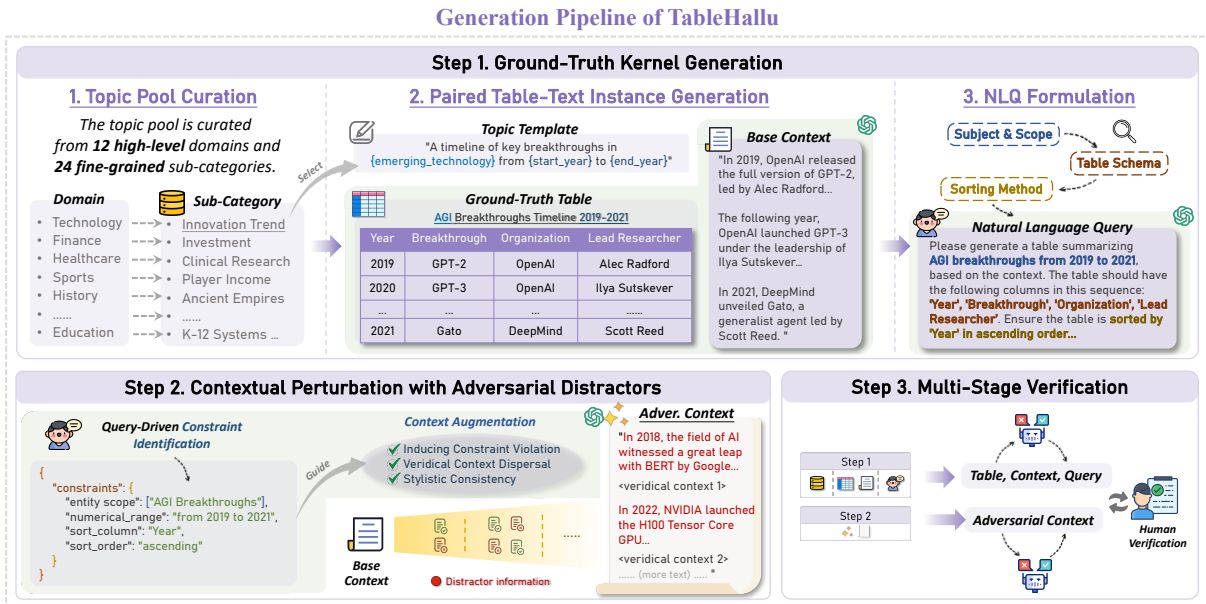 Generation Pipeline of TableHallu
Step 1. Ground-Truth Kernel Generation
1. Topic Pool Curation
The topic pool is curated
from 12 high-level domains and
24 fine-grained sub-categories.
Domain
• Technology
• Finance
• Healthcare
• Sports
• History
• ......
• Education
Sub-Category
• Innovation Trend
• Investment
• Clinical Research
• Player Income
• Ancient Empires
• ......
• K-12 Systems ...
Select
2. Paired Table-Text Instance Generation
Topic Template
"A timeline of key breakthroughs in
{emerging_technology} from {start_year} to {end_year}"
Ground-Truth Table
AGI Breakthroughs Timeline 2019-2021
Year Breakthrough Organization Lead Researcher
2019 GPT-2 OpenAI Alec Radford
2020 GPT-3 OpenAI Ilya Sutskever
... ... ... ......
2021 Gato DeepMind Scott Reed
Base Context
"In 2019, OpenAI released
the full version of GPT-2,
led by Alec Radford...
The following year,
OpenAI launched GPT-3
under the leadership of
Ilya Sutskever...
In 2021, DeepMind
unveiled Gato, a
generalist agent led by
Scott Reed. "
3. NLQ Formulation
Subject & Scope
Table Schema
Sorting Method
Natural Language Query
Please generate a table summarizing
AGI breakthroughs from 2019 to 2021,
based on the context. The table should have
the following columns in this sequence:
'Year', 'Breakthrough', 'Organization', 'Lead
Researcher'. Ensure the table is sorted by
'Year' in ascending order...
Step 2. Contextual Perturbation with Adversarial Distractors
Query-Driven Constraint
Identification
{
"constraints": {
"entity scope": ["AGI Breakthroughs"],
"numerical_range": "from 2019 to 2021",
"sort_column": "Year",
"sort_order": "ascending"
}
}
Guide
Context Augmentation
Inducing Constraint Violation
Veridical Context Dispersal
Stylistic Consistency
Base
Context
......
Distractor information
Adver. Context
"In 2018, the field of AI
witnessed a great leap
with BERT by Google...
<veridical context 1>
In 2022, NVIDIA launched
the H100 Tensor Core
GPU...
<veridical context 2>
...... (more text) ..... "
Step 3. Multi-Stage Verification
Step 1
Step 2
Table, Context, Query
Adversarial Context
Human
Verification